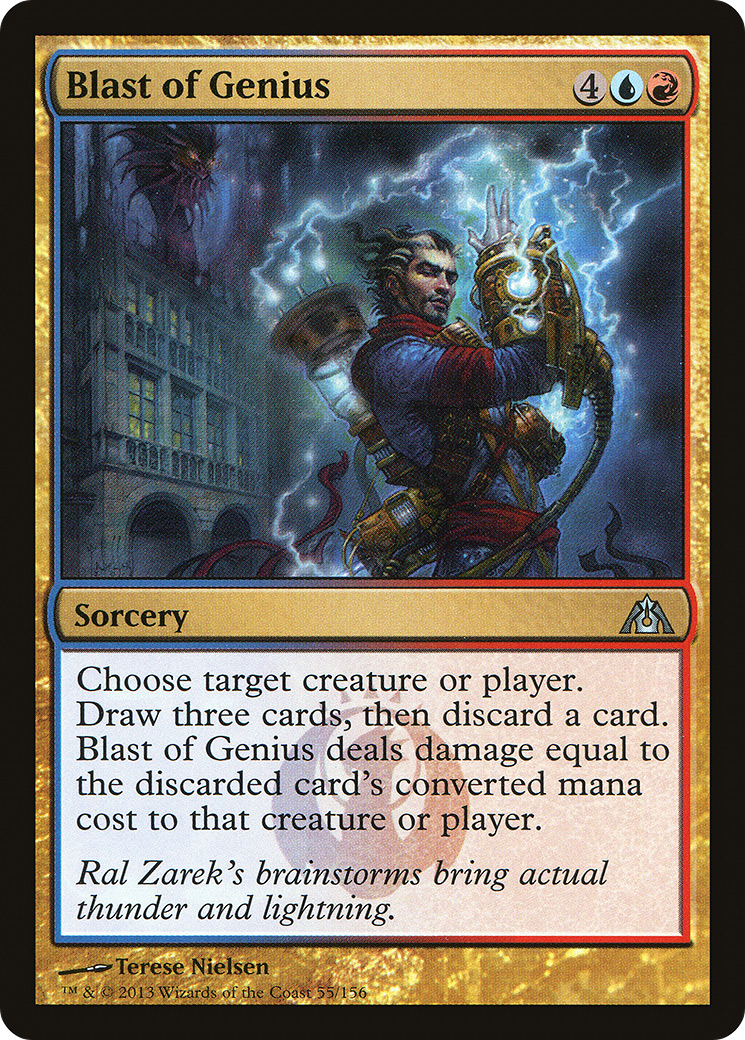 Blast of Genius 4
Sorcery
Choose target creature or player.
Draw three cards, then discard a card.
Blast of Genius deals damage equal to
the discarded card's converted mana
cost to that creature or player.
Ral Zarek's brainstorms bring actual
thunder and lightning.
Terese Nielsen
™ & © 2013 Wizards of the Coast 55/156